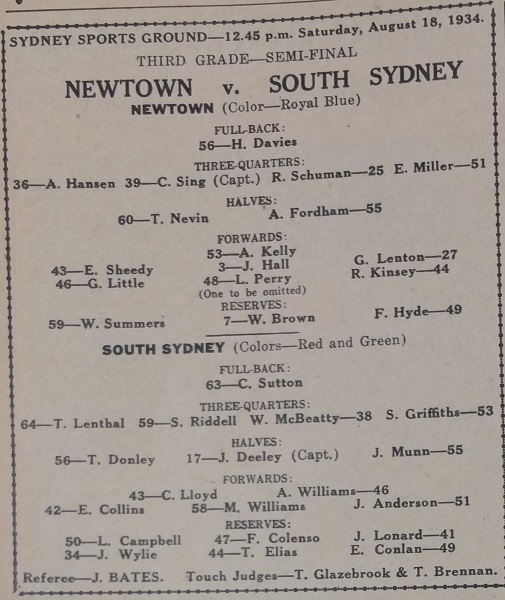 SYDNEY SPORTS GROUND—12.45 p.m. Saturday, August 18, 1934.
THIRD GRADE—SEMI-FINAL
NEWTOWN v. SOUTH SYDNEY
NEWTOWN (Color—Royal Blue)
FULL-BACK:
56—H. Davies
THREE-QUARTERS:
36—A. Hansen 39—C. Sing (Capt.) R. Schuman—25 E. Miller—51
HALVES:
60—T. Nevin A. Fordham—55
FORWARDS:
53—A. Kelly
43—E. Sheedy 3—J. Hall G. Lenton—27
46—G. Little 48—L. Perry R. Kinsey—44
(One to be omitted)
RESERVES:
59—W. Summers 7—W. Brown F. Hyde—49
SOUTH SYDNEY (Colors—Red and Green)
FULL-BACK:
63—C. Sutton
THREE-QUARTERS:
64—T. Lenthal 59—S. Riddell W. McBeatty—38 S. Griffiths—53
HALVES:
56—T. Donley 17—J. Deeley (Capt.) J. Munn—55
FORWARDS:
43—C. Lloyd A. Williams—46
42—E. Collins 58—M. Williams J. Anderson—51
RESERVES:
50—L. Campbell 47—F. Colenso J. Lonard—41
34—J. Wylie 44—T. Elias E. Conlan—49
Referee—J. BATES. Touch Judges—T. Glazebrook & T. Brennan.